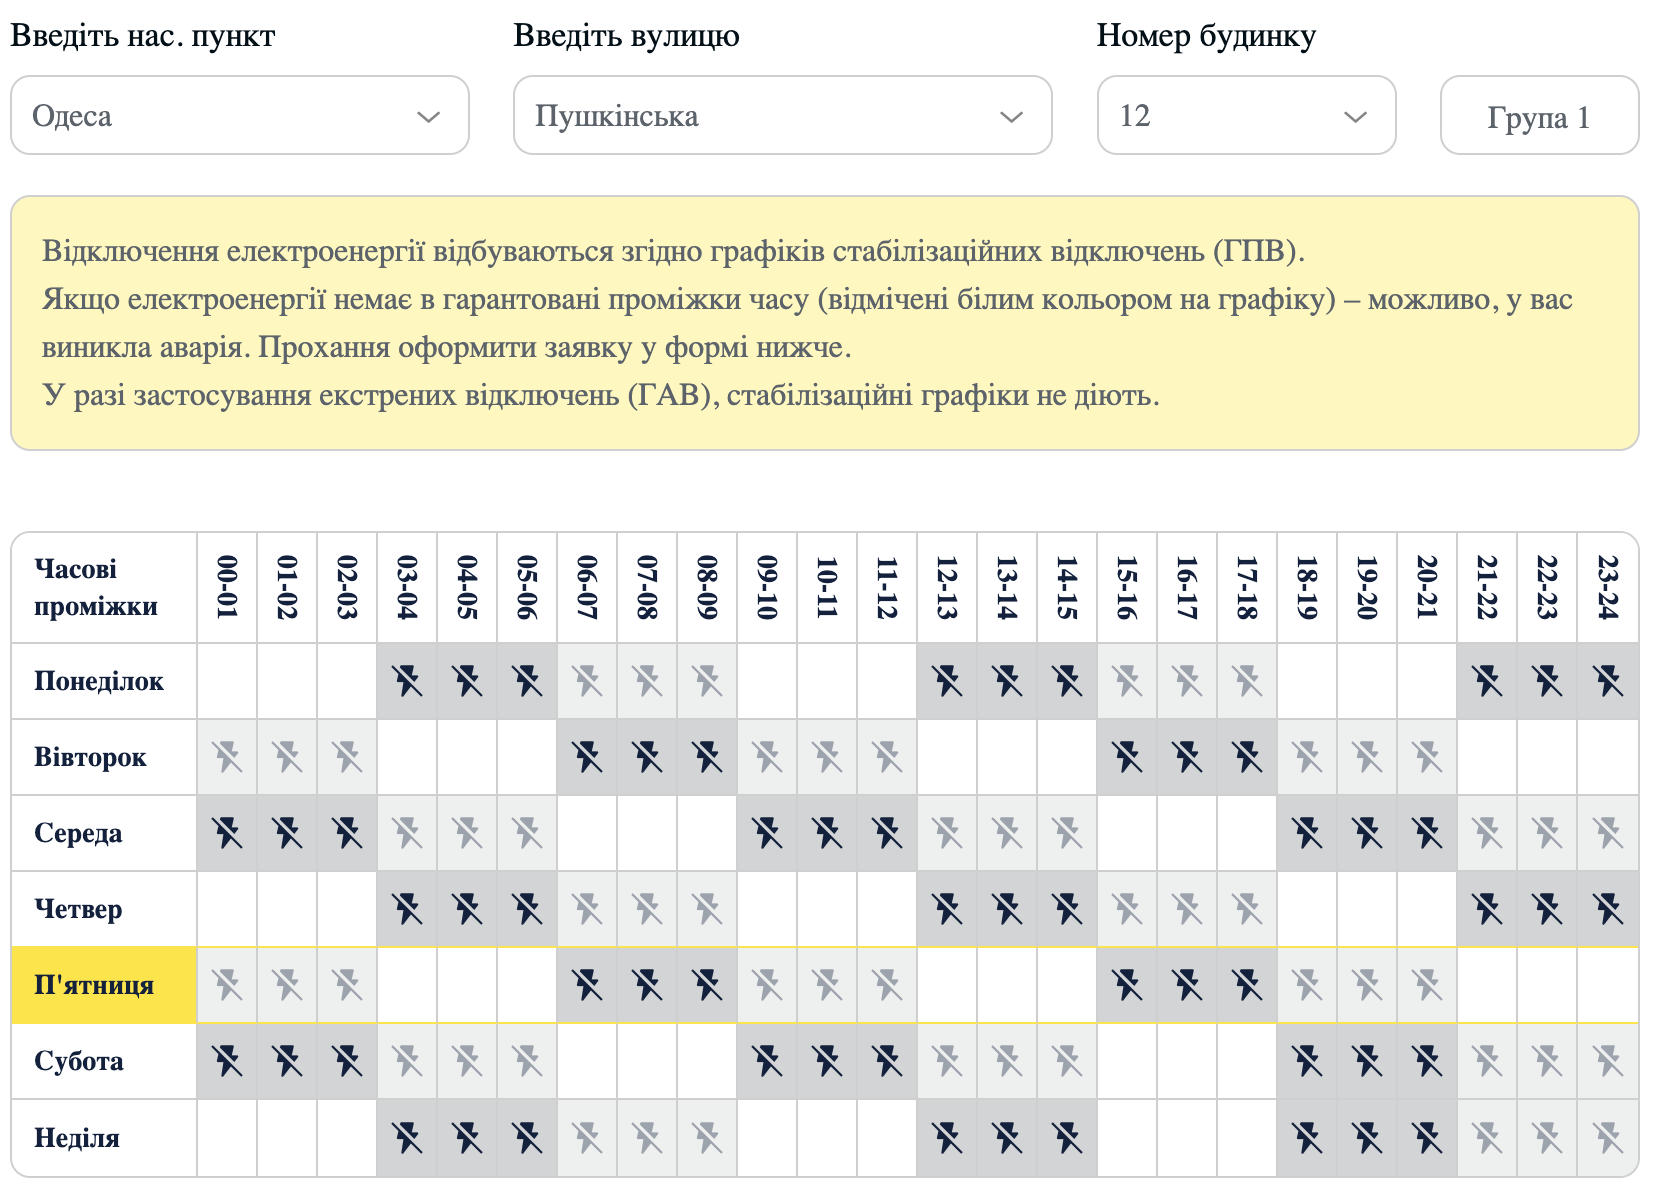 Введіть нас. пункт Введіть вулицю Номер будинку
Одеса Пушкінська 12 Група 1
Відключення електроенергії відбуваються згідно графіків стабілізаційних відключень (ГПВ).
Якщо електроенергії немає в гарантовані проміжки часу (відмічені білим кольором на графіку) – можливо, у вас
виникла аварія. Прохання оформити заявку у формі нижче.
У разі застосування екстрених відключень (ГАВ), стабілізаційні графіки не діють.
Часові
проміжки
00-01 01-02 02-03 03-04 04-05 05-06 06-07 07-08 08-09 09-10 10-11 11-12 12-13 13-14 14-15 15-16 16-17 17-18 18-19 19-20 20-21 21-22 22-23 23-24
Понеділок
Вівторок
Середа
Четвер
П'ятниця
Субота
Неділя